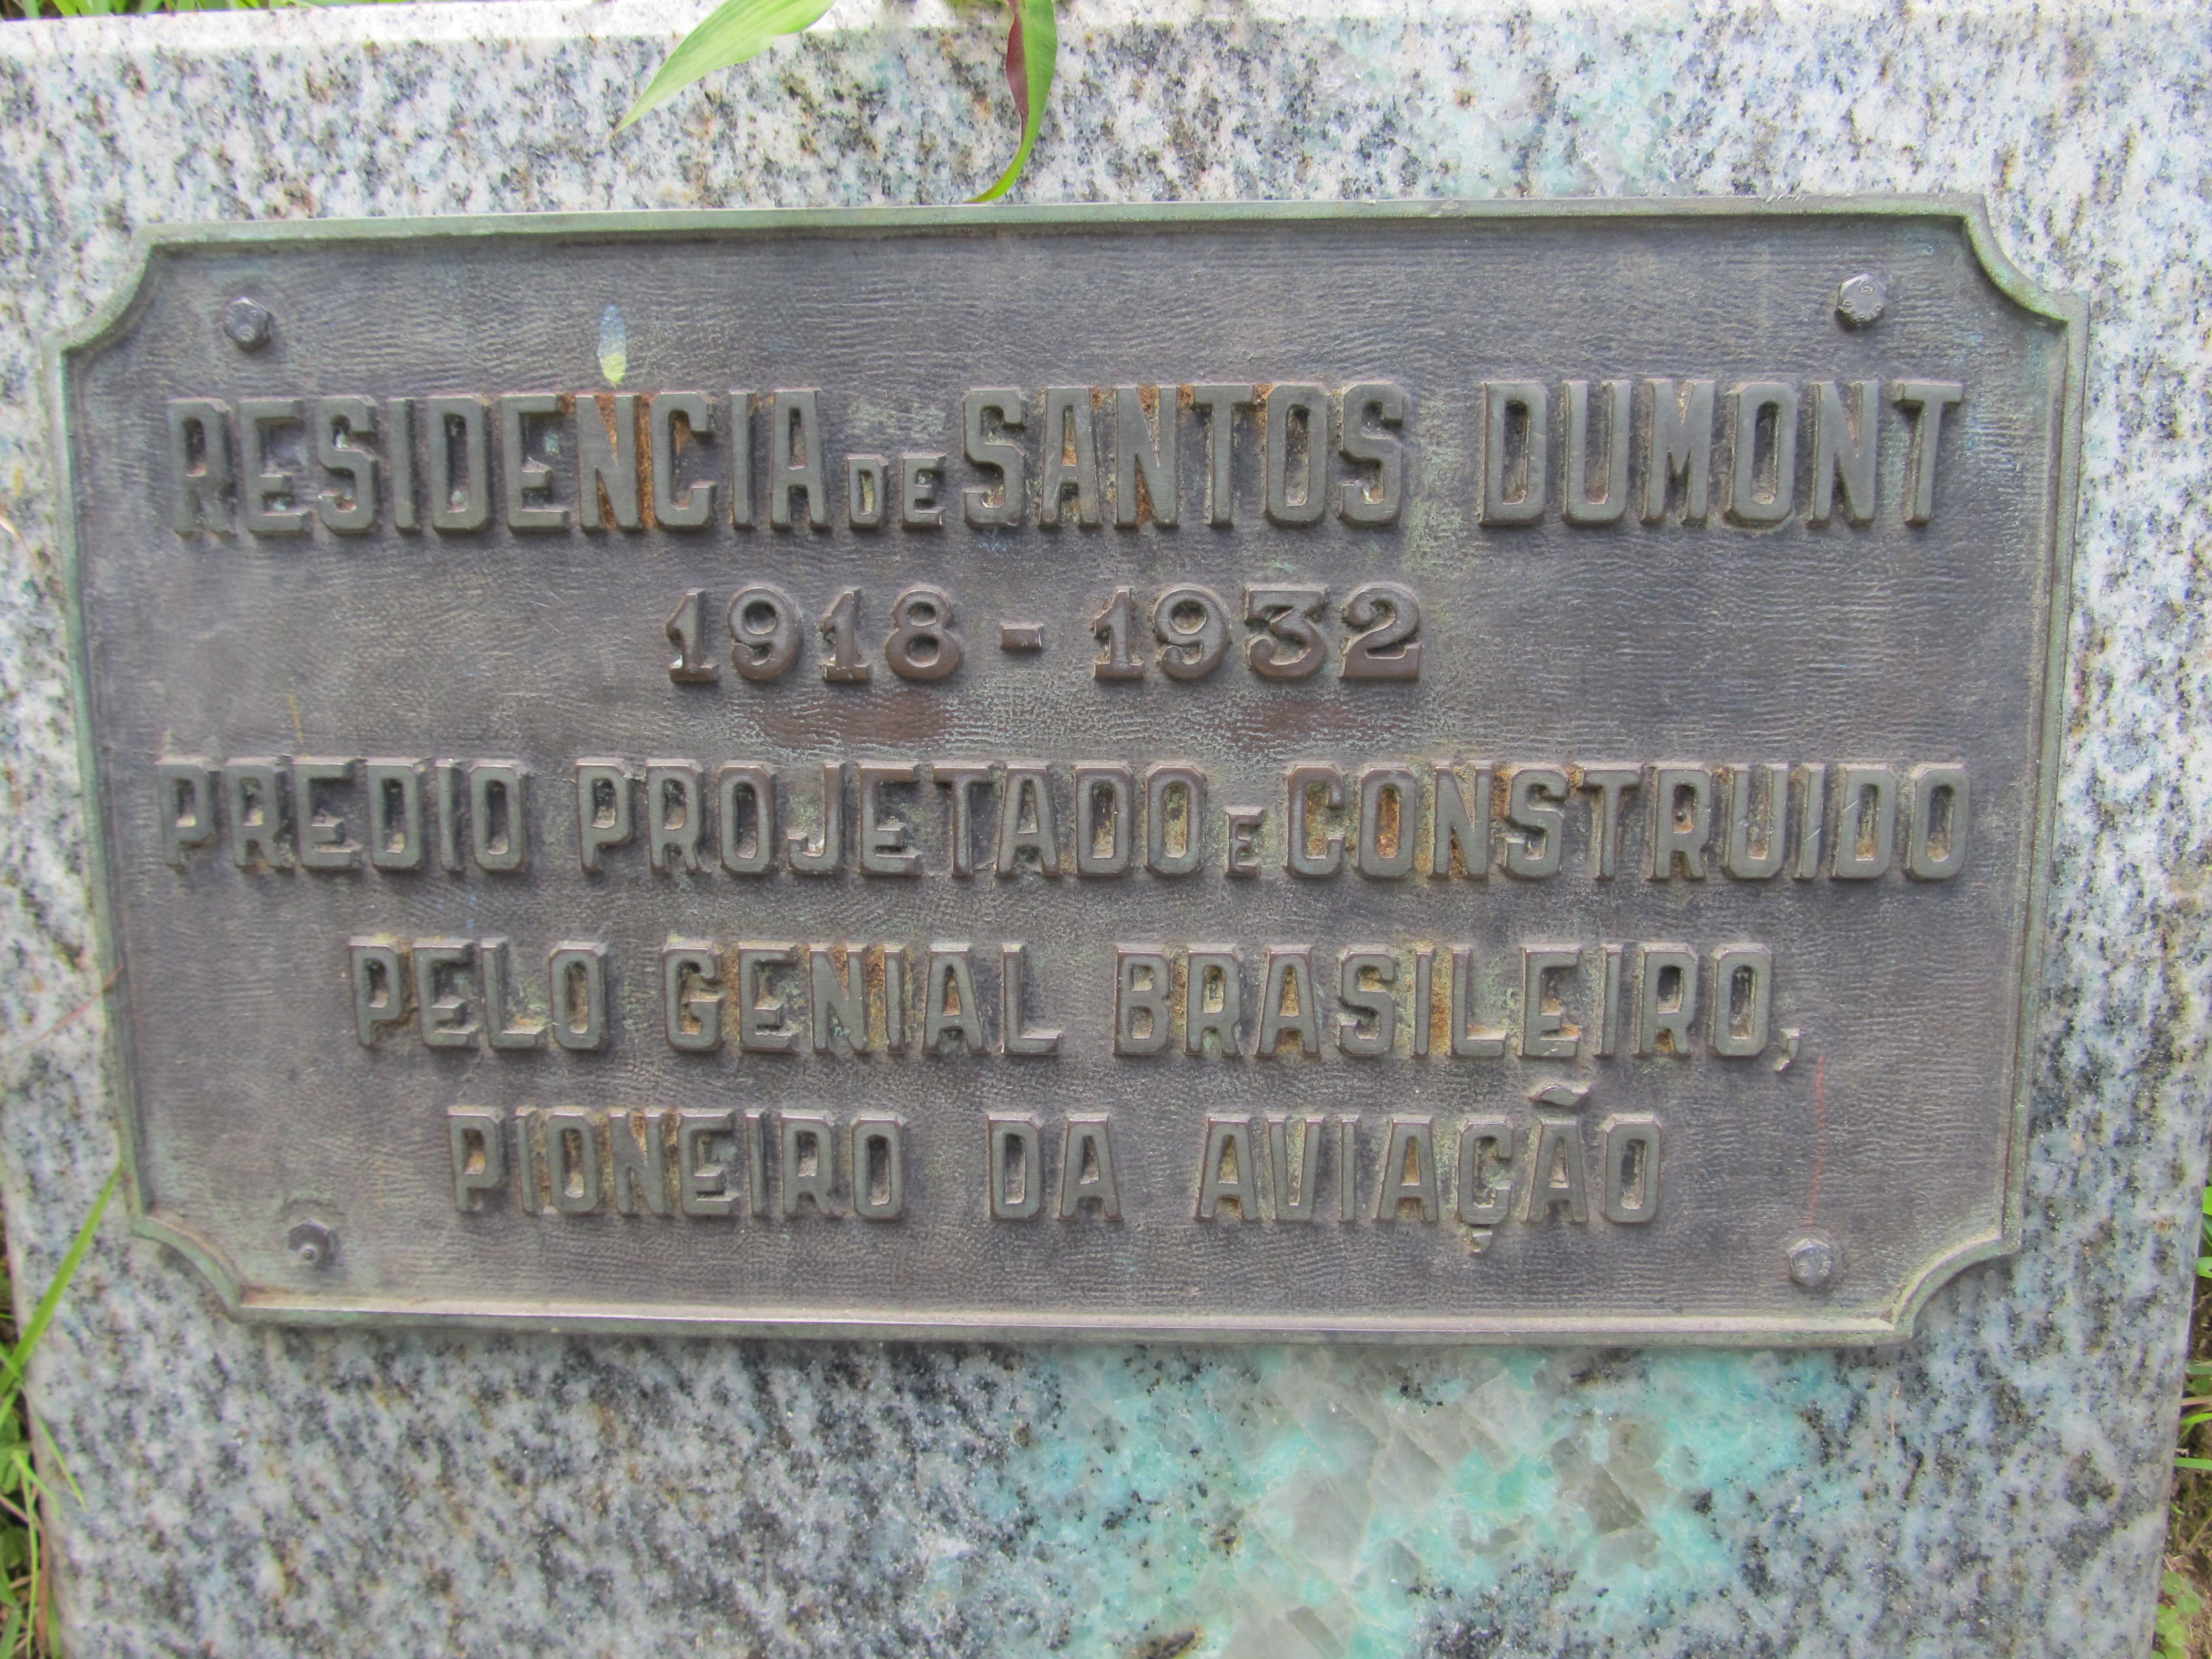 RESIDENCIA DE SANTOS DUMONT
1918 - 1932
PREDIO PROJETADO E CONSTRUIDO
PELO GENIAL BRASILEIRO,
PIONEIRO DA AVIAÇÃO